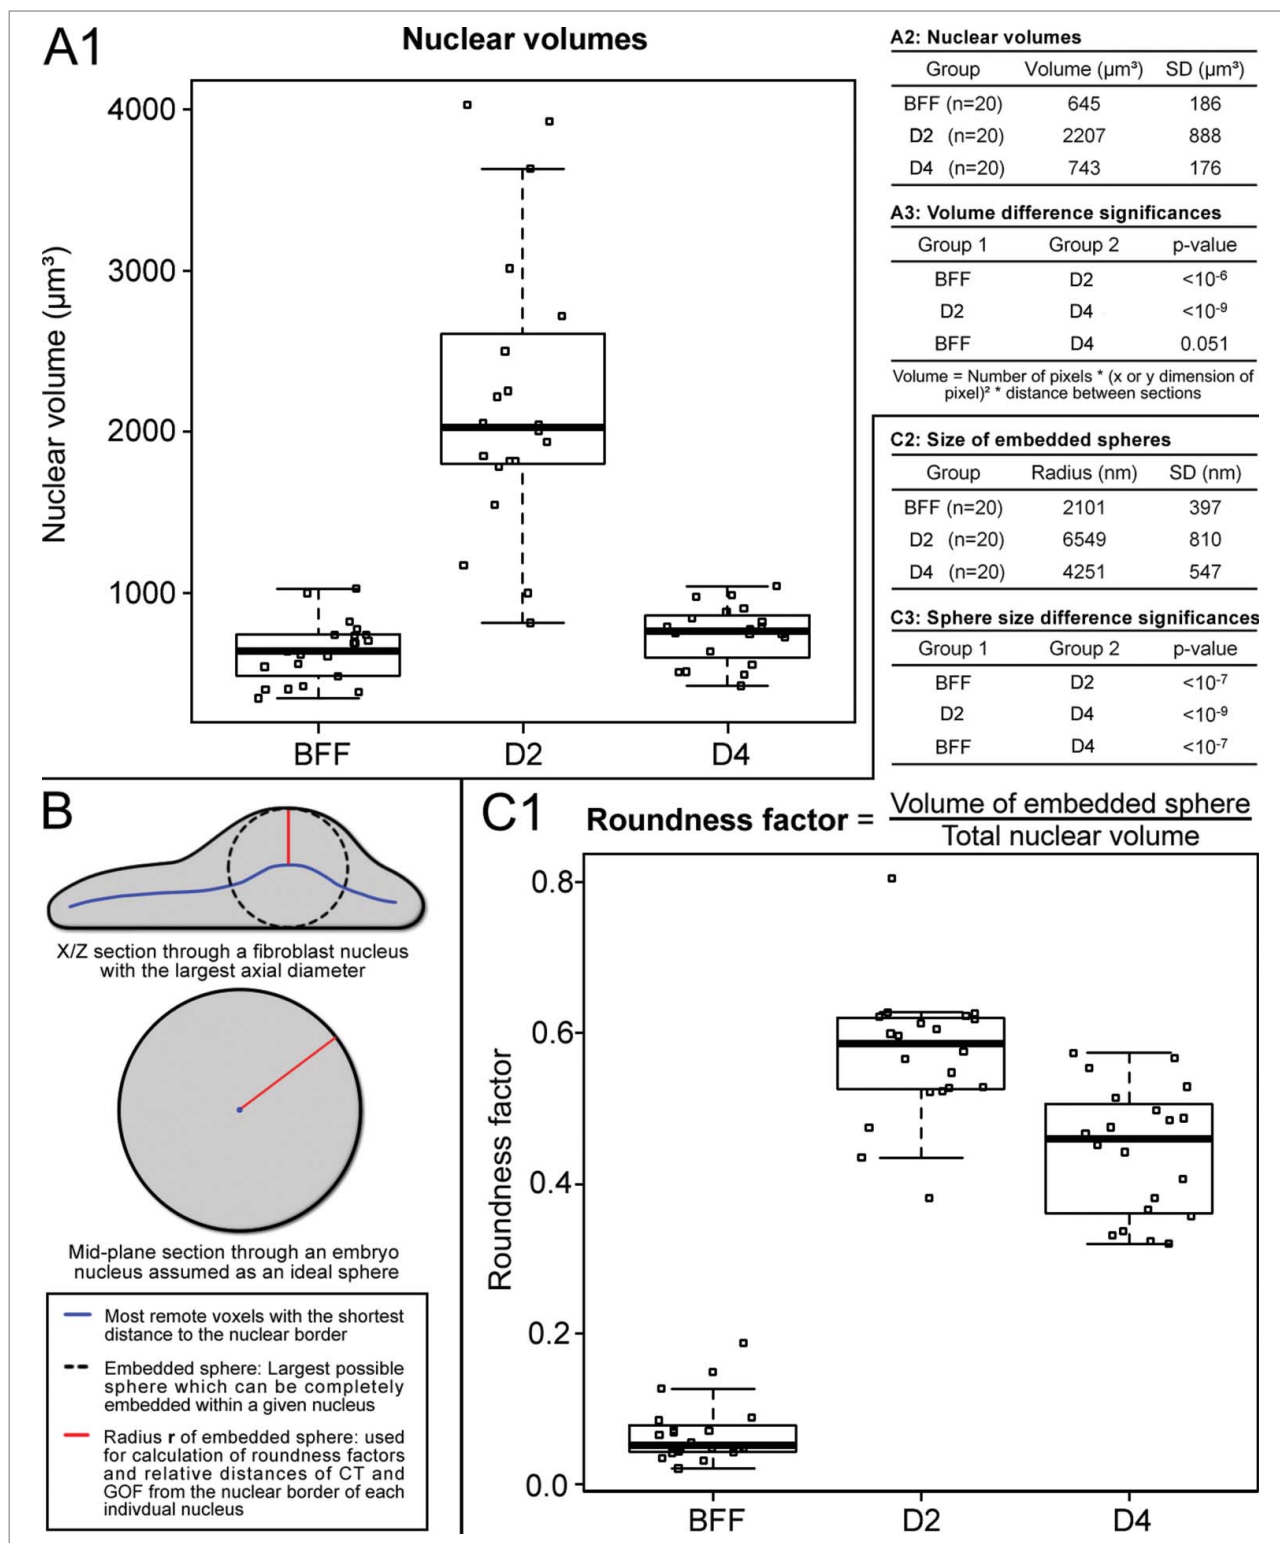 A1
Nuclear volumes
Nuclear volume (µm³)
4000
3000
2000
1000
BFF
D2
D4
A2: Nuclear volumes
Group Volume (µm³) SD (µm³)
BFF (n=20) 645 186
D2 (n=20) 2207 888
D4 (n=20) 743 176
A3: Volume difference significances
Group 1 Group 2 p-value
BFF D2 <10⁻⁶
D2 D4 <10⁻⁹
BFF D4 0.051
Volume = Number of pixels * (x or y dimension of
pixel)² * distance between sections
C2: Size of embedded spheres
Group Radius (nm) SD (nm)
BFF (n=20) 2101 397
D2 (n=20) 6549 810
D4 (n=20) 4251 547
C3: Sphere size difference significances
Group 1 Group 2 p-value
BFF D2 <10⁻⁷
D2 D4 <10⁻⁹
BFF D4 <10⁻⁷
B
X/Z section through a fibroblast nucleus
with the largest axial diameter
Mid-plane section through an embryo
nucleus assumed as an ideal sphere
Most remote voxels with the shortest
distance to the nuclear border
Embedded sphere: Largest possible
sphere which can be completely
embedded within a given nucleus
Radius r of embedded sphere: used
for calculation of roundness factors
and relative distances of CT and
GOF from the nuclear border of each
indivdual nucleus
C1
Roundness factor = Volume of embedded sphere
Total nuclear volume
Roundness factor
0.8
0.6
0.4
0.2
0.0
BFF
D2
D4